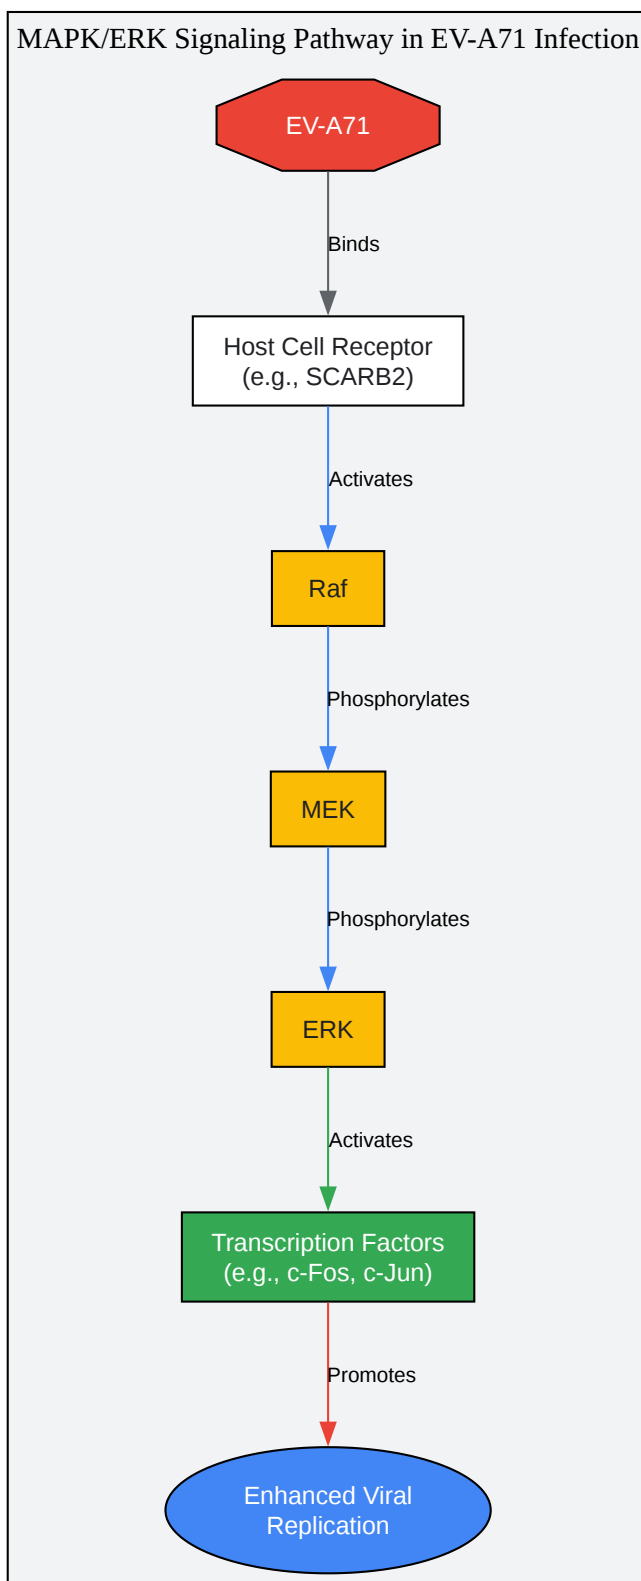 MAPK/ERK Signaling Pathway in EV-A71 Infection
EV-A71
Binds
Host Cell Receptor
(e.g., SCARB2)
Activates
Raf
Phosphorylates
MEK
Phosphorylates
ERK
Activates
Transcription Factors
(e.g., c-Fos, c-Jun)
Promotes
Enhanced Viral
Replication